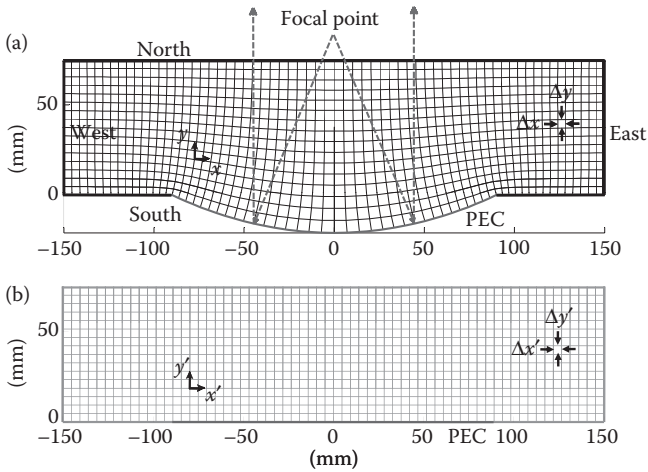 (a)
Focal point
North
50
(mm)
West
y
x
Δy
Δx
East
0
South
PEC
−150
−100
−50
0
50
100
150
(b)
50
(mm)
y′
x′
Δy′
Δx′
0
−150
−100
−50
0
50
PEC
100
150
(mm)